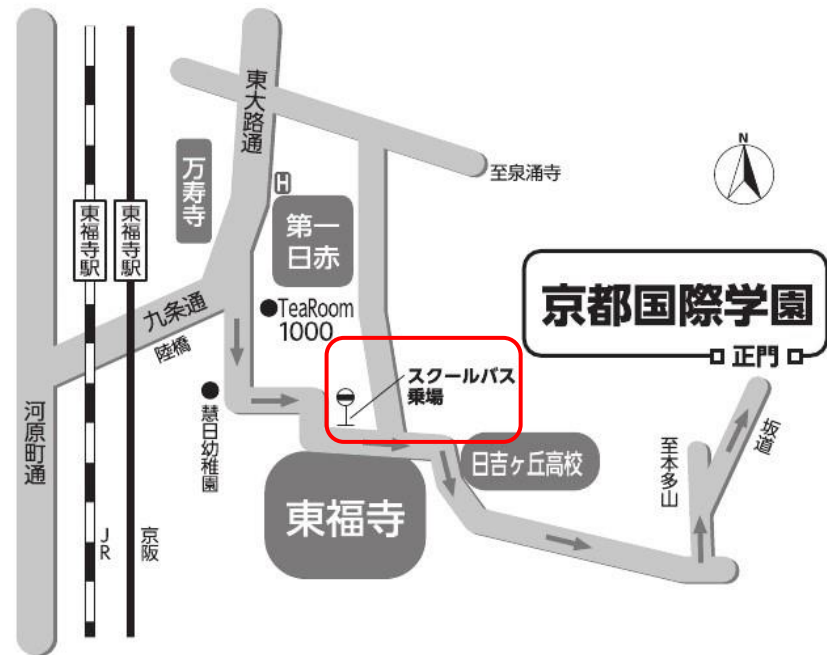 東大路通
N
至泉涌寺
万寿寺
H
第一
日赤
東福寺駅
東福寺駅
京都国際学園
正門
九条通
陸橋
TeaRoom
1000
スクールバス
乗場
慧日幼稚園
河原町通
坂道
至本多山
日吉ヶ丘高校
東福寺
JR
京阪